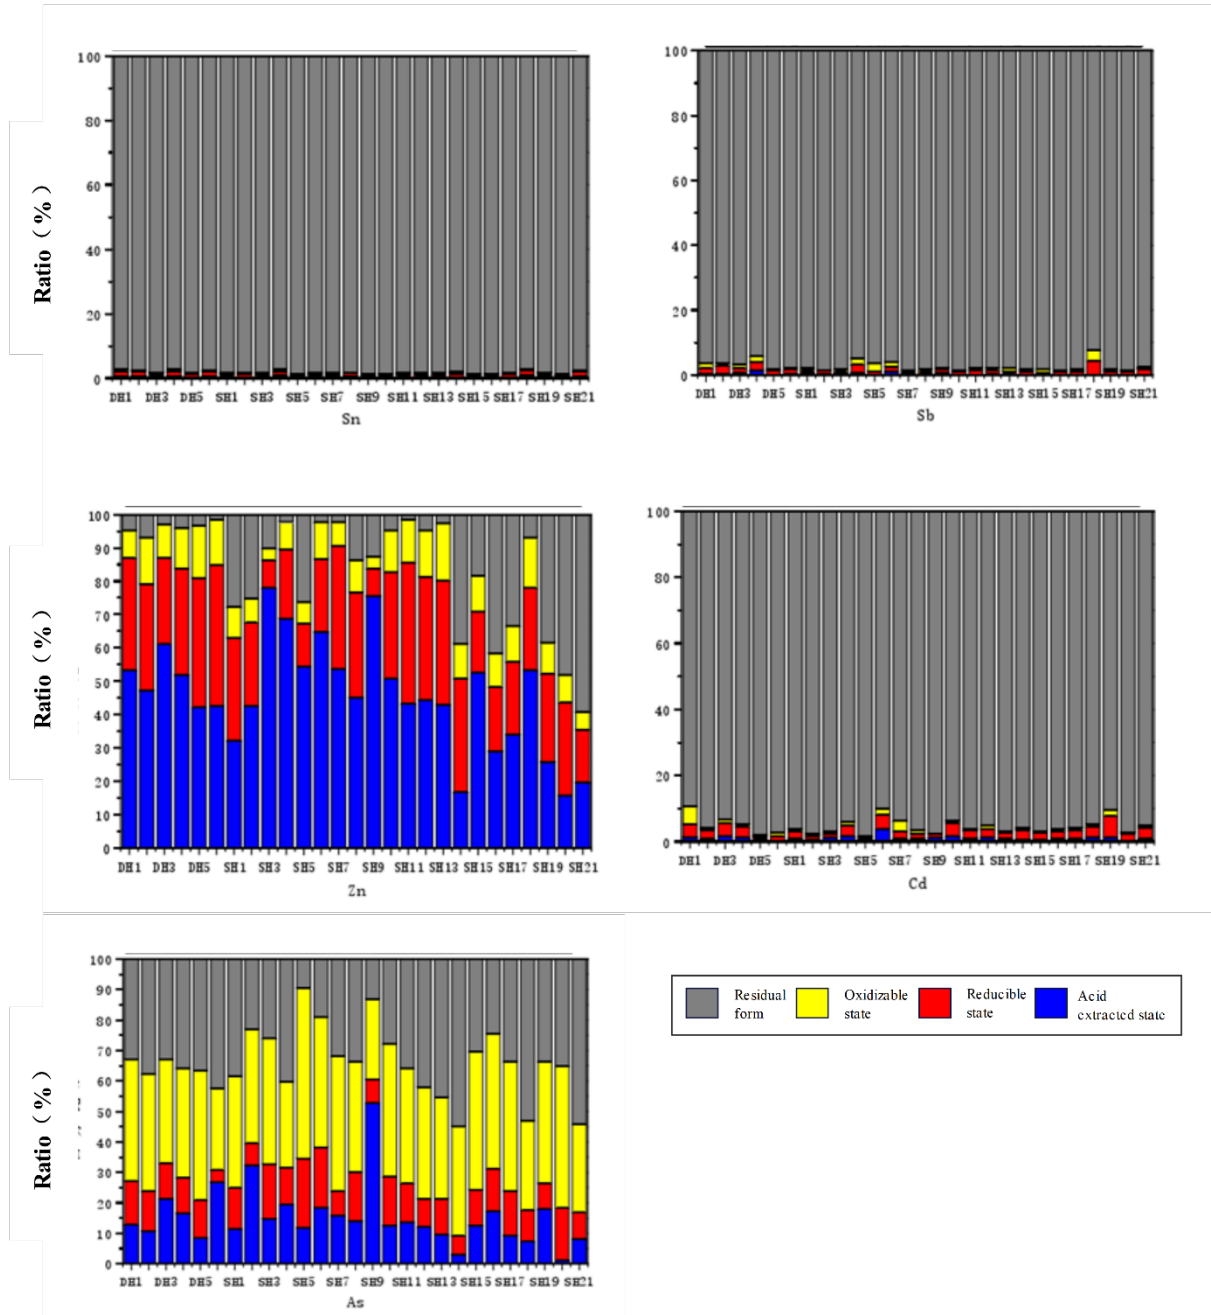 100
80
60
40
20
0
Ratio (%)
DH1 DH3 DH5 SH1 SH3 SH5 SH7 SH9 SH11 SH13 SH15 SH17 SH19 SH21
Sn
100
80
60
40
20
0
DH1 DH3 DH5 SH1 SH3 SH5 SH7 SH9 SH11 SH13 SH15 SH17 SH19 SH21
Sb
100
90
80
70
60
50
40
30
20
10
0
Ratio (%)
DH1 DH3 DH5 SH1 SH3 SH5 SH7 SH9 SH11 SH13 SH15 SH17 SH19 SH21
Zn
100
80
60
40
20
0
DH1 DH3 DH5 SH1 SH3 SH5 SH7 SH9 SH11 SH13 SH15 SH17 SH19 SH21
Cd
100
90
80
70
60
50
40
30
20
10
0
Ratio (%)
DH1 DH3 DH5 SH1 SH3 SH5 SH7 SH9 SH11 SH13 SH15 SH17 SH19 SH21
As
Residual
form
Oxidizable
state
Reducible
state
Acid
extracted state